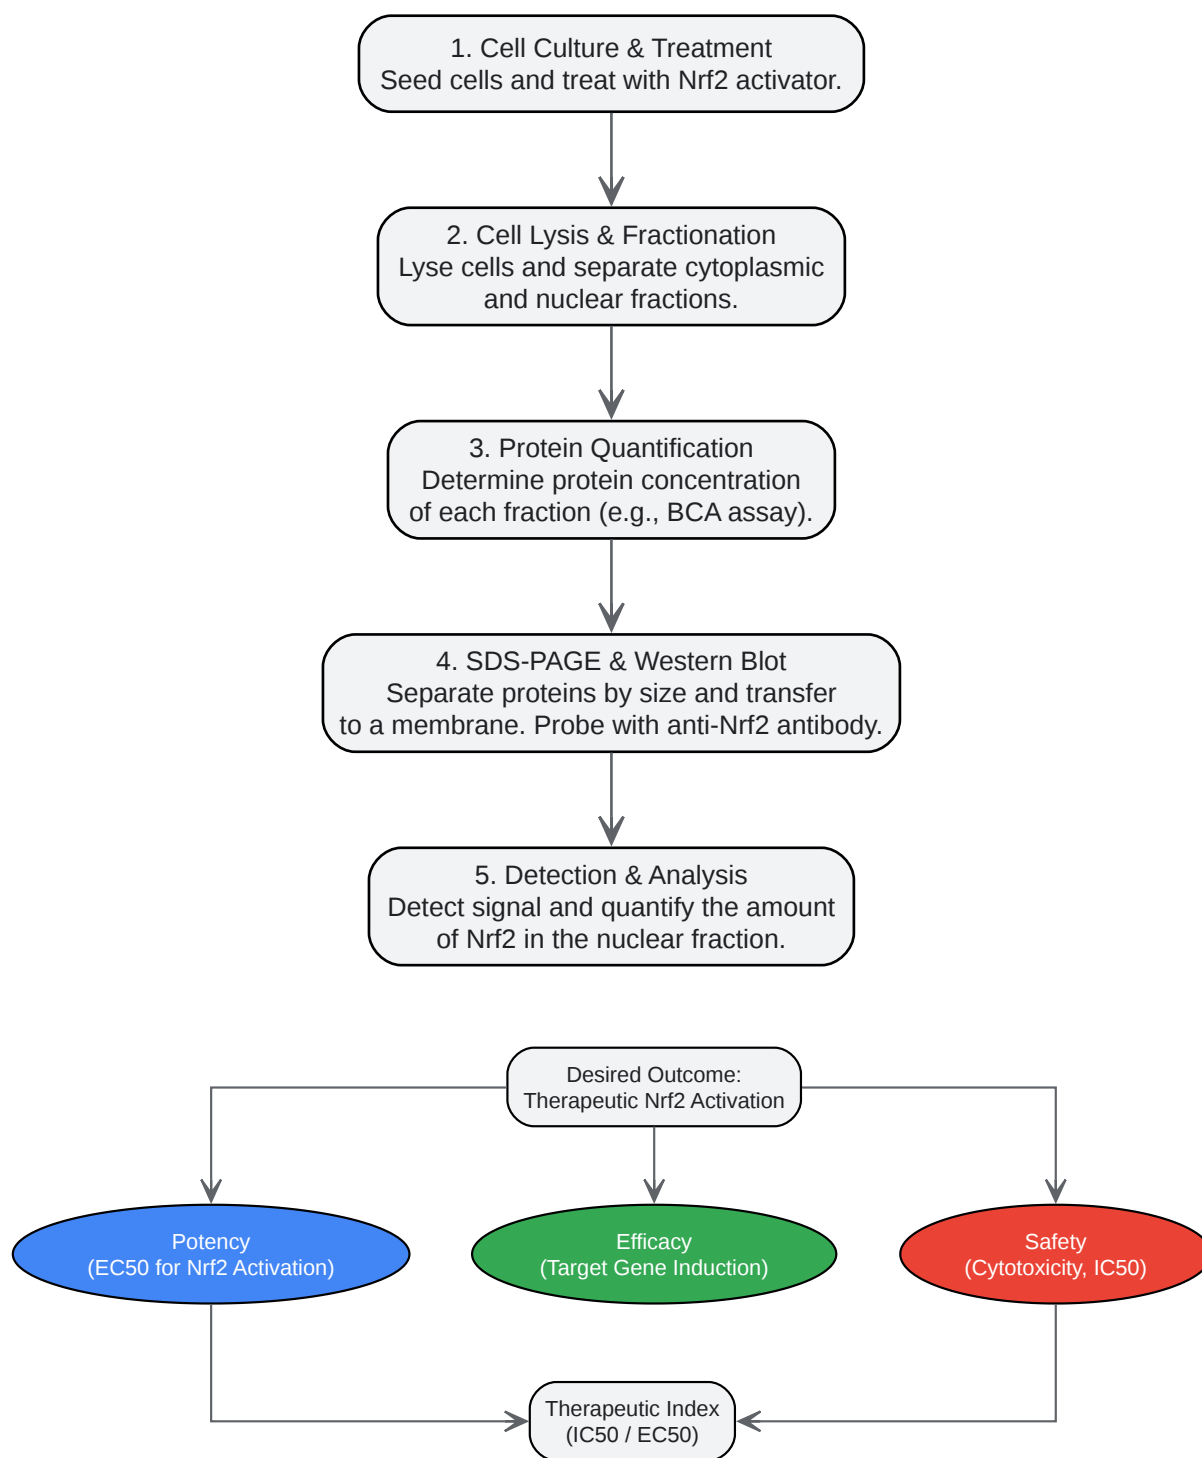 1. Cell Culture & Treatment
Seed cells and treat with Nrf2 activator.
2. Cell Lysis & Fractionation
Lyse cells and separate cytoplasmic
and nuclear fractions.
3. Protein Quantification
Determine protein concentration
of each fraction (e.g., BCA assay).
4. SDS-PAGE & Western Blot
Separate proteins by size and transfer
to a membrane. Probe with anti-Nrf2 antibody.
5. Detection & Analysis
Detect signal and quantify the amount
of Nrf2 in the nuclear fraction.
Desired Outcome:
Therapeutic Nrf2 Activation
Potency
(EC50 for Nrf2 Activation)
Efficacy
(Target Gene Induction)
Safety
(Cytotoxicity, IC50)
Therapeutic Index
(IC50 / EC50)